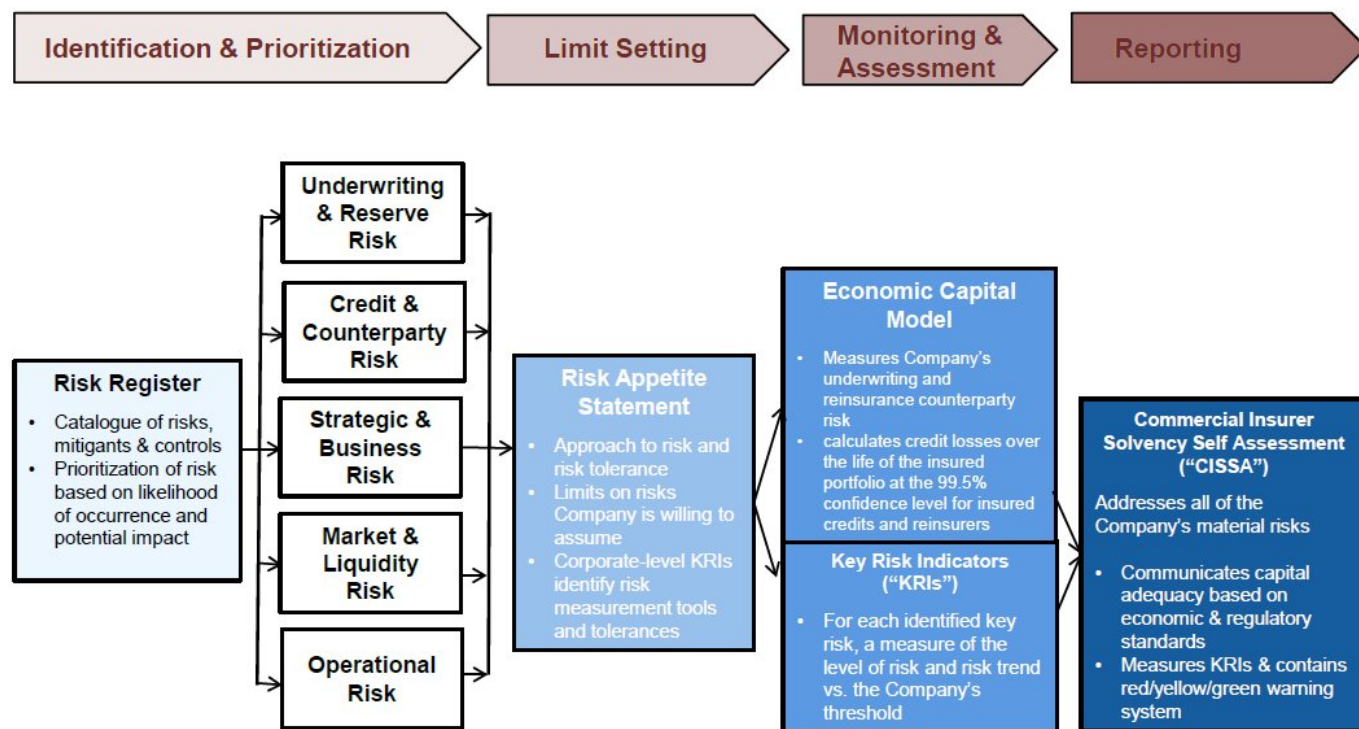 Identification & Prioritization
Limit Setting
Monitoring &
Assessment
Reporting
Risk Register
• Catalogue of risks,
mitigants & controls
• Prioritization of risk
based on likelihood
of occurrence and
potential impact
Underwriting
& Reserve
Risk
Credit &
Counterparty
Risk
Strategic &
Business
Risk
Market &
Liquidity
Risk
Operational
Risk
Risk Appetite
Statement
• Approach to risk and
risk tolerance
• Limits on risks
Company is willing to
assume
• Corporate-level KRIs
identify risk
measurement tools
and tolerances
Economic Capital
Model
• Measures Company's
underwriting and
reinsurance counterparty
risk
• calculates credit losses over
the life of the insured
portfolio at the 99.5%
confidence level for insured
credits and reinsurers
Key Risk Indicators
("KRIs")
• For each identified key
risk, a measure of the
level of risk and risk trend
vs. the Company's
threshold
Commercial Insurer
Solvency Self Assessment
("CISSA")
Addresses all of the
Company's material risks
• Communicates capital
adequacy based on
economic & regulatory
standards
• Measures KRIs & contains
red/yellow/green warning
system